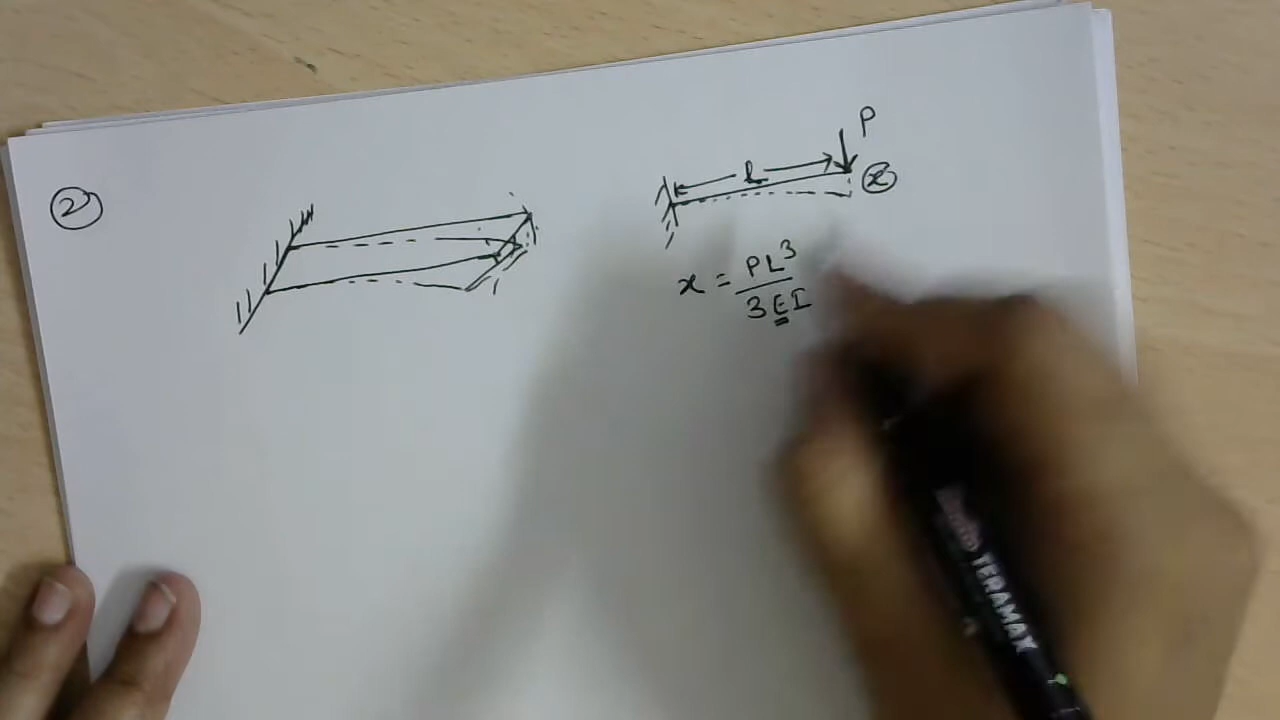 2
P
L
x
x = PL³ / 3EI
TERAMAX